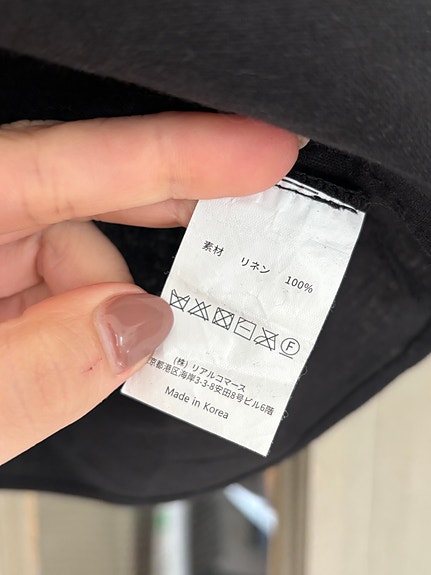 素材 リネン 100%
F
(株) リアルコマース
京都港区海岸3-3-8安田8号ビル6階
Made in Korea